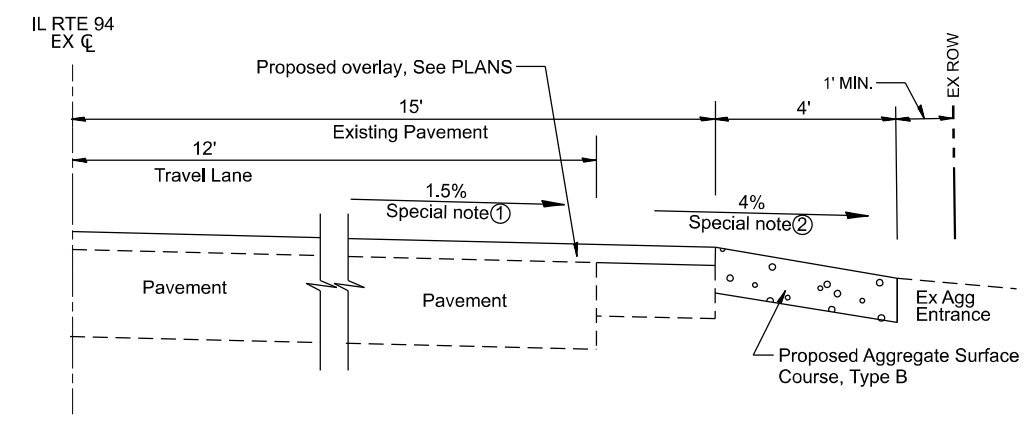 IL RTE 94
EX ℄
Proposed overlay, See PLANS
1' MIN.
EX ROW
15'
Existing Pavement
4'
12'
Travel Lane
1.5%
Special note①
4%
Special note②
Pavement
Pavement
Ex Agg
Entrance
Proposed Aggregate Surface
Course, Type B